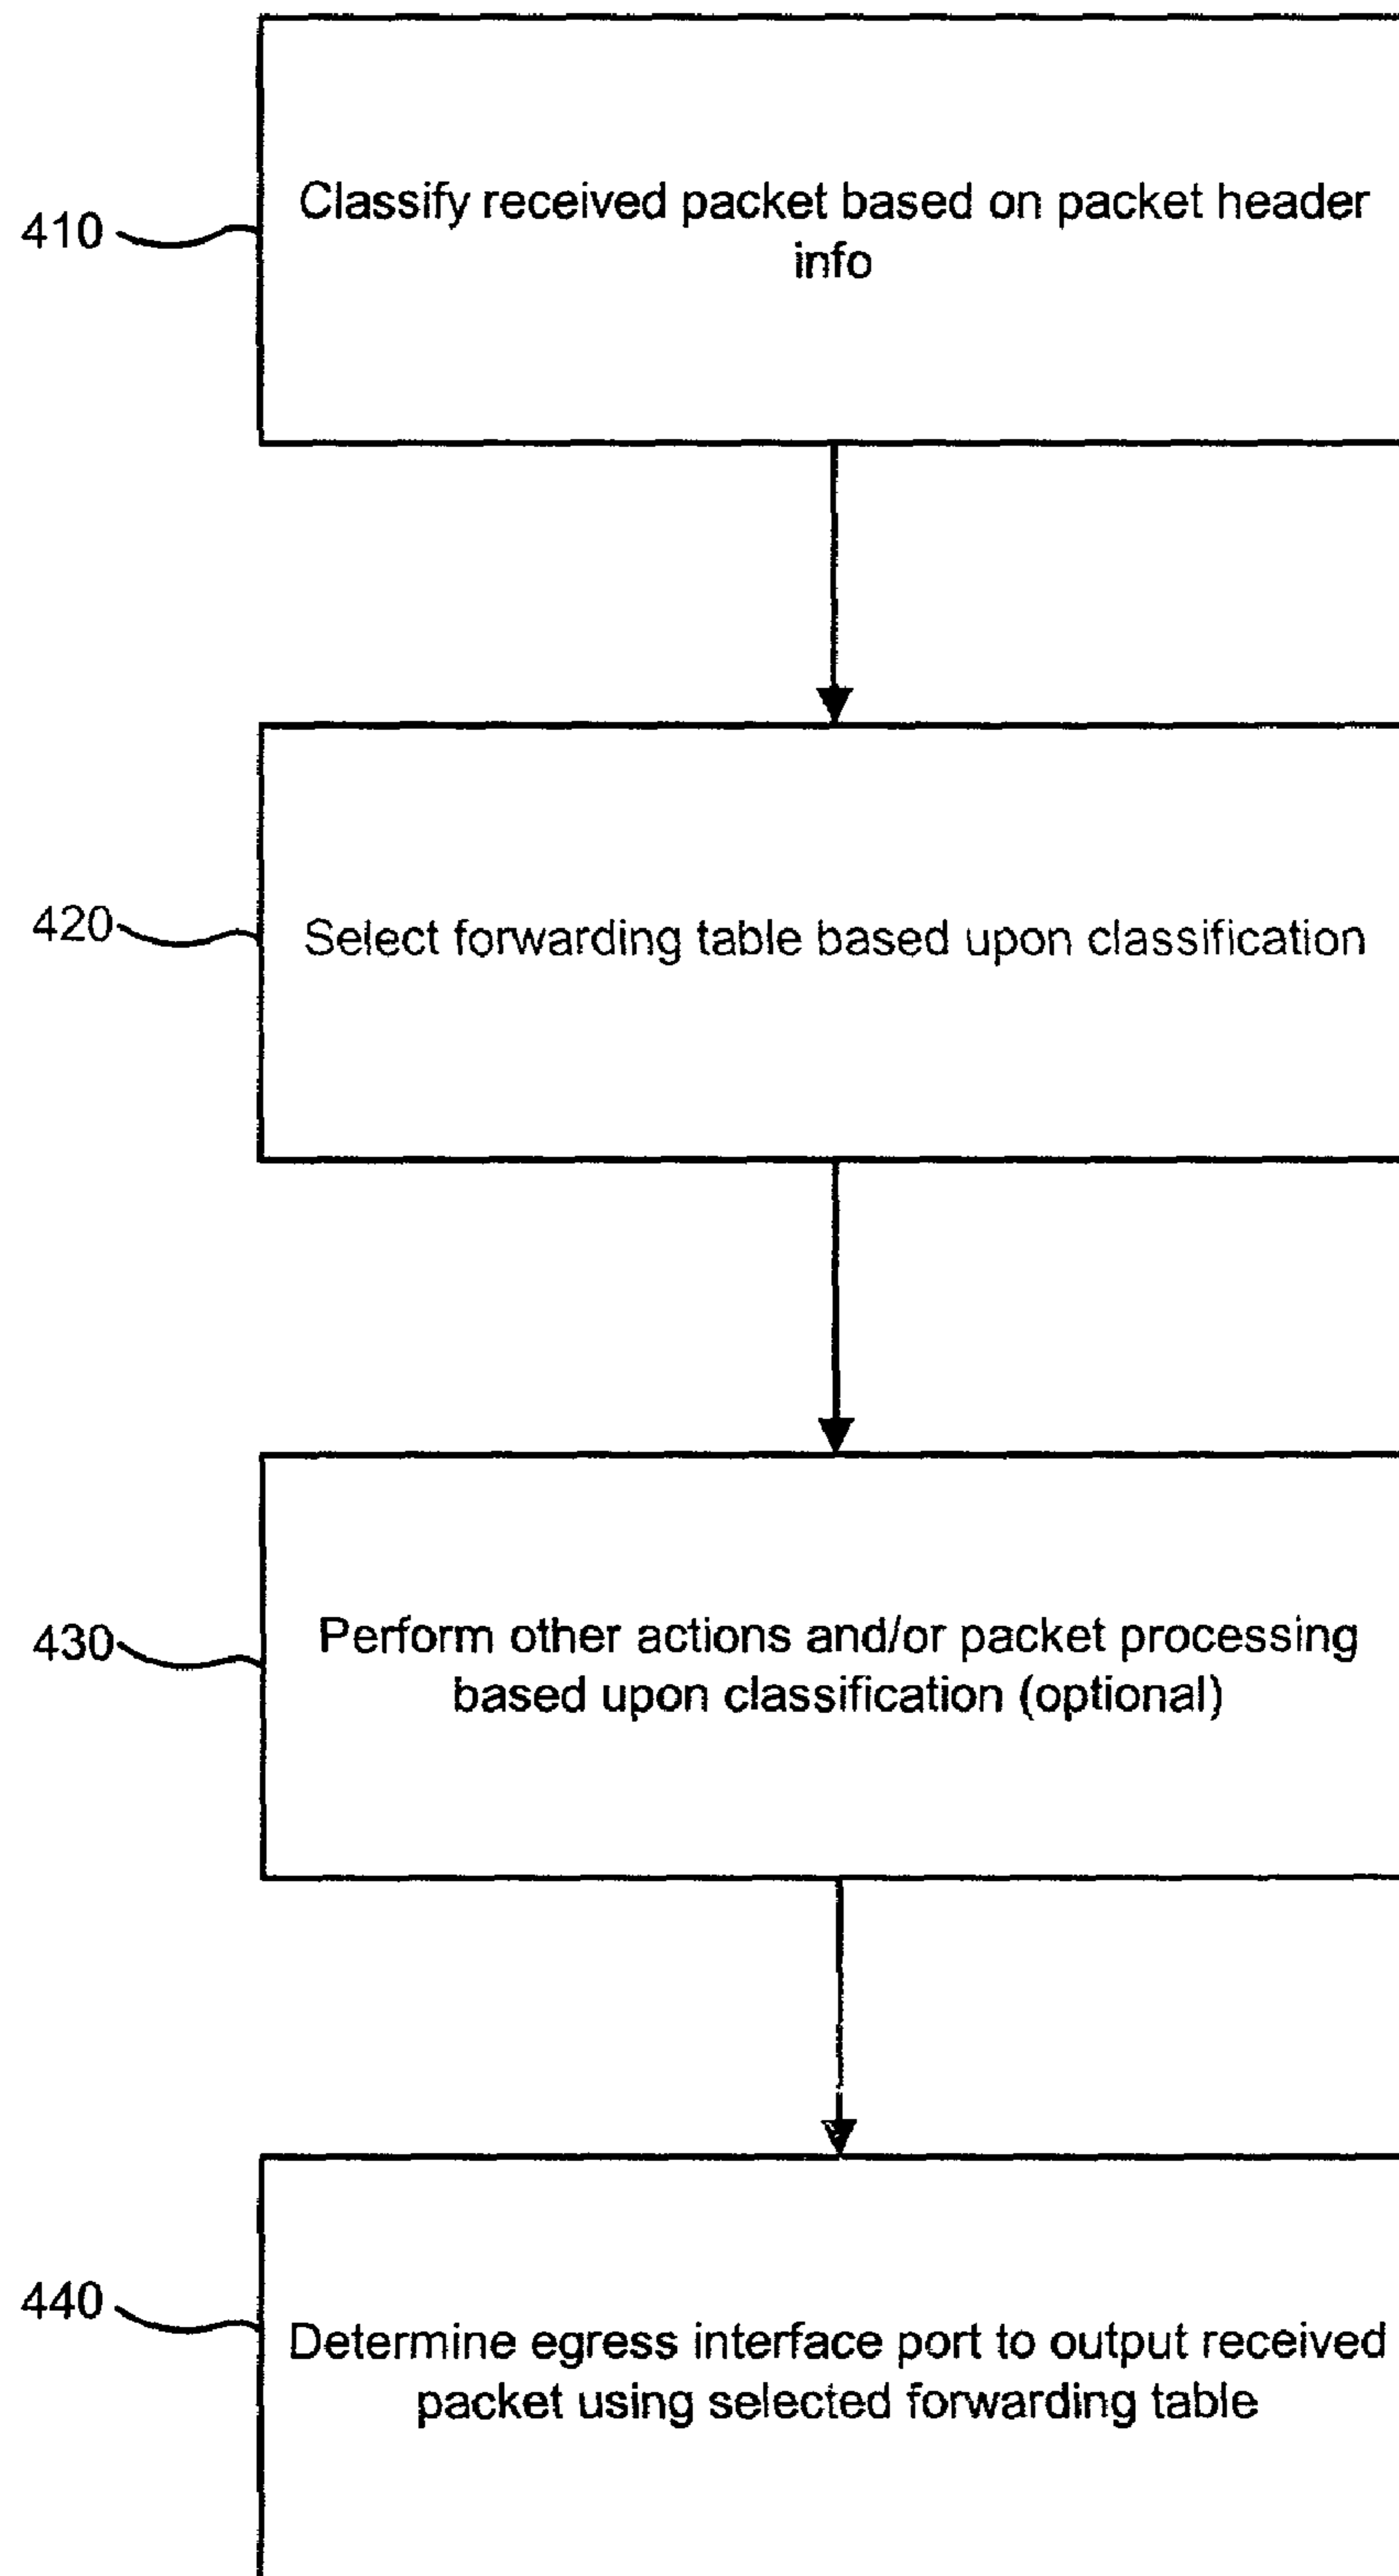 410
Classify received packet based on packet header
info
420
Select forwarding table based upon classification
430
Perform other actions and/or packet processing
based upon classification (optional)
440
Determine egress interface port to output received
packet using selected forwarding table